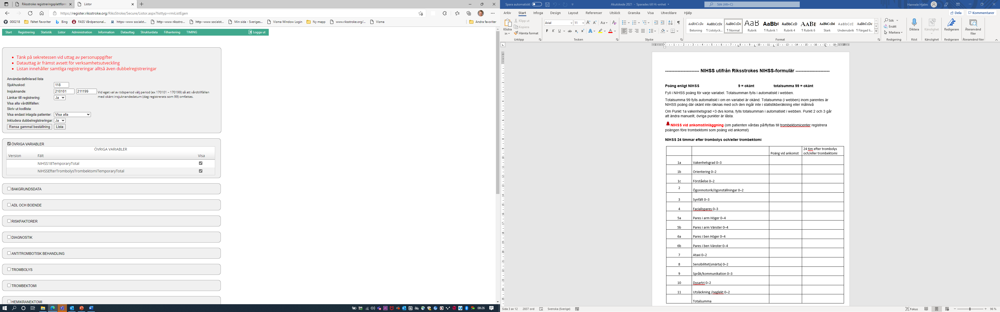 Riksstroke registreringsplattform
Listor
https://register.riksstroke.org/RiksStroke/Secure/Listor.aspx?listtyp=rmiListEgen
000218
Fältet Favoriter
Bing
FASS Vårdpersonal...
https--www socialst...
http--www riksstro...
http--www socialst...
Min sida - Sveriges...
Visma Window Login
Ny mapp
www.riksstroke.org/...
Visma
Andra favoriter
Start Registrering Statistik Listor Administration Information Datauttag Strukturdata Filhantering TIMING Logga ut
Tänk på sekretessen vid uttag av personuppgifter
Datauttag är främst avsett för verksamhetsutveckling
Listan innehåller samtliga registreringar alltså även dubbelregistreringar
Användardefinierad lista
Sjukhuskod: 118
Insjuknande: 210101 211199
Vid eget val av tidsperiod välj period (ex 170101 – 170199) så att vårdtillfällen
med okänt insjuknandedatum (dag registrerats som 99) omfattas.
Länkar till registrering: Ja
Visa alla vårdtillfällen:
Skriv ut kodlista:
Visa endast inlagda patienter: Visa alla
Inkludera dubbelregistreringar: Ja
Rensa gammal beställning Lista
ÖVRIGA VARIABLER
ÖVRIGA VARIABLER
Version Fält Visa
NIHSS18TemporaryTotal
NIHSSEfterTrombolysTrombektomiTemporaryTotal
BAKGRUNDSDATA
ADL OCH BOENDE
RISKFAKTORER
DIAGNOSTIK
ANTITROMBOTISK BEHANDLING
TROMBOLYS
TROMBEKTOMI
HEMIKRANEKTOMI
08:26
Spara automatiskt
Akutskede 2021 - Sparades till H:-enhet
Sök (Alt+C)
Hannele Hjelm
Arkiv Start Infoga Design Layout Referenser Utskick Granska Visa Utvecklare Hjälp
Dela Kommentarer
Klistra
in
Klipp ut
Kopiera
Hämta format
Urklipp
Arial 11
Tecken
Stycke
AaBbCcDc Betoning
AaBbCcDc ¶ Liststyck...
AaBbCcDc ¶ Normal
AaB Rubrik
AaBb( ¶ Rubrik 1
AaBbCcD Rubrik 4
AaBb ¶ Rubrik 6
AaBbCcDd Stark
AaBbCcD Underrubrik
AaBbCcDc ¶ Färgad li...
Format
Sök
Ersätt
Markera
Redigering
Diktera
Röst
Känslighet
Känslighet
Redigerare
Redigerare
Återanvänd
filer
Återanvänd filer
---------------------- NIHSS utifrån Riksstrokes NIHSS-formulär ----------------------
Poäng enligt NIHSS 9 = okänt totalsumma 99 = okänt
Fyll i NIHSS poäng för varje variabel. Totalsumman fylls i automatiskt i webben.
Totalsumma 99 fylls automatiskt i om en variabel är okänd. Totalsumma (i webben) inom parentes är
NIHSS poäng där okänt inte räknas med och den ingår inte i statistikberäkning eller målnivå
Om Punkt 1a vakenhetsgrad =3 dvs koma, fylls totalsumman i automatiskt i webben. Punkt 2 och 3 går
att ändra manuellt, övriga punkter är låsta.
NIHSS vid ankomst/inläggning (om patienten vårdas på/flyttas till trombektomicenter registrera
poängen före trombektomi som poäng vid ankomst)
NIHSS 24 timmar efter trombolys och/eller trombektomi
Poäng vid ankomst
24 tim efter trombolys
och/eller trombektomi
1a Vakenhetsgrad 0–3
1b Orientering 0–2
1c Förståelse 0–2
2 Ögonmotorik/ögonställningar 0–2
3 Synfält 0–3
4 Facialispares 0–3
5a Pares i arm Höger 0–4
5b Pares i arm Vänster 0–4
6a Pares i ben Höger 0–4
6b Pares i ben Vänster 0–4
7 Ataxi 0–2
8 Sensibilitet(smärta) 0–2
9 Språk/kommunikation 0–3
10 Dysartri 0–2
11 Utsläckning /neglekt 0–2
Totalsumma
Sida 3 av 12 2837 ord Svenska (Sverige) Fokus 96 %